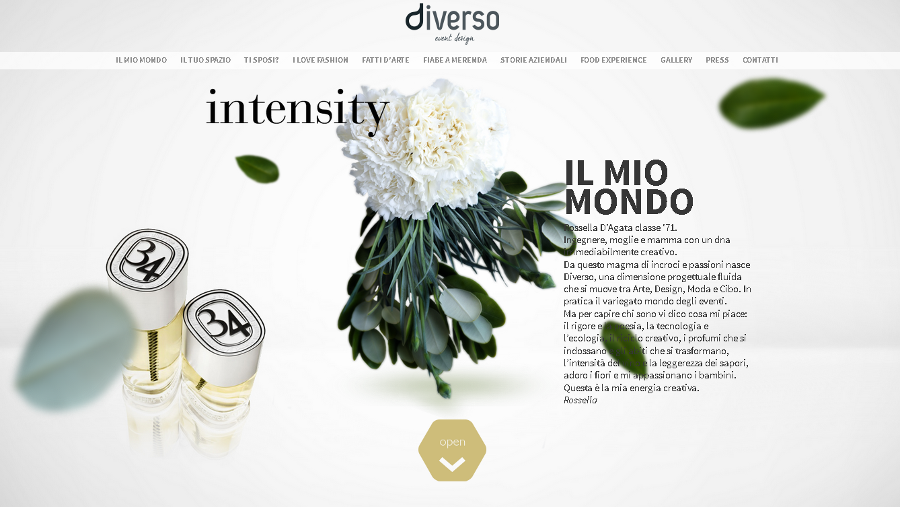 diverso
event design
IL MIO MONDO IL TUO SPAZIO TI SPOSI? I LOVE FASHION FATTI D'ARTE FIABE A MERENDA STORIE AZIENDALI FOOD EXPERIENCE GALLERY PRESS CONTATTI
intensity
IL MIO
MONDO
Rossella D'Agata classe '71.
Ingegnere, moglie e mamma con un dna
irrimediabilmente creativo.
Da questo magma di incroci e passioni nasce
Diverso, una dimensione progettuale fluida
che si muove tra Arte, Design, Moda e Cibo. In
pratica il variegato mondo degli eventi.
Ma per capire chi sono vi dico cosa mi piace:
il rigore e la poesia, la tecnologia e
l'ecologia, il creativo, i profumi che si
indossano che si trasformano,
l'intensità la leggerezza dei sapori,
adoro i fiori e mi appassionano i bambini.
Questa è la mia energia creativa.
Rossella
34
34
open